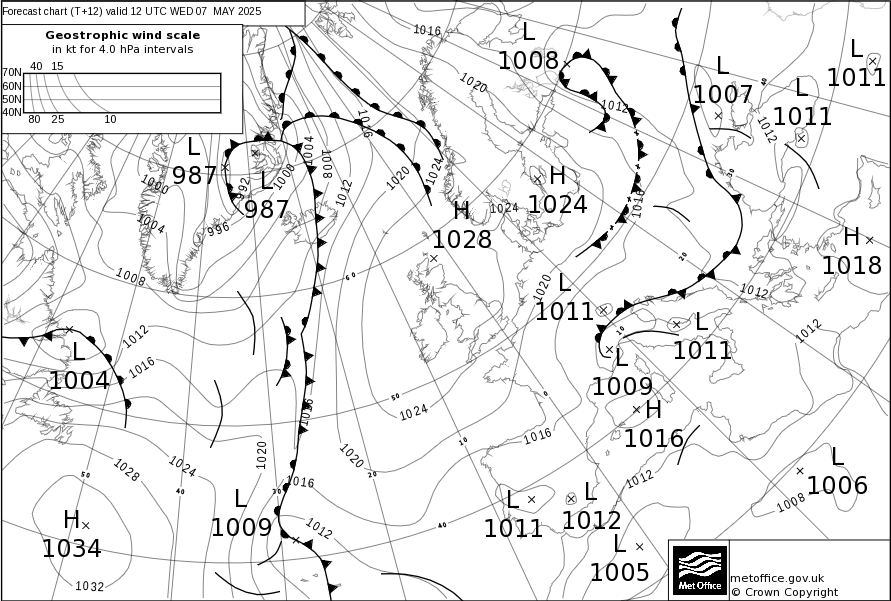 Forecast chart (T+12) valid 12 UTC WED 07 MAY 2025
Geostrophic wind scale
in kt for 4.0 hPa intervals
40 15
70N
60N
50N
40N
80 25 10
1016
L
1008
1020
1012
L
1007
L
1011
L
1011
1012
1016
1004
1008
L
987
992
1000
L
987
1012
1020
1024
1000
1004
996
H
1028
1024
H
1024
1016
H
1018
1008
60
20
30
40
1020
L
1011
1012
10
L
1011
1012
1012
1016
L
1004
L
1009
50
0
1024
1016
H
1016
1016
10
1020
1020
1028
1024
50
40
30
20
1016
1012
L
1009
H
1034
1032
40
L
1011
L
1012
1012
L
1006
1008
L
1005
Met Office
metoffice.gov.uk
© Crown Copyright